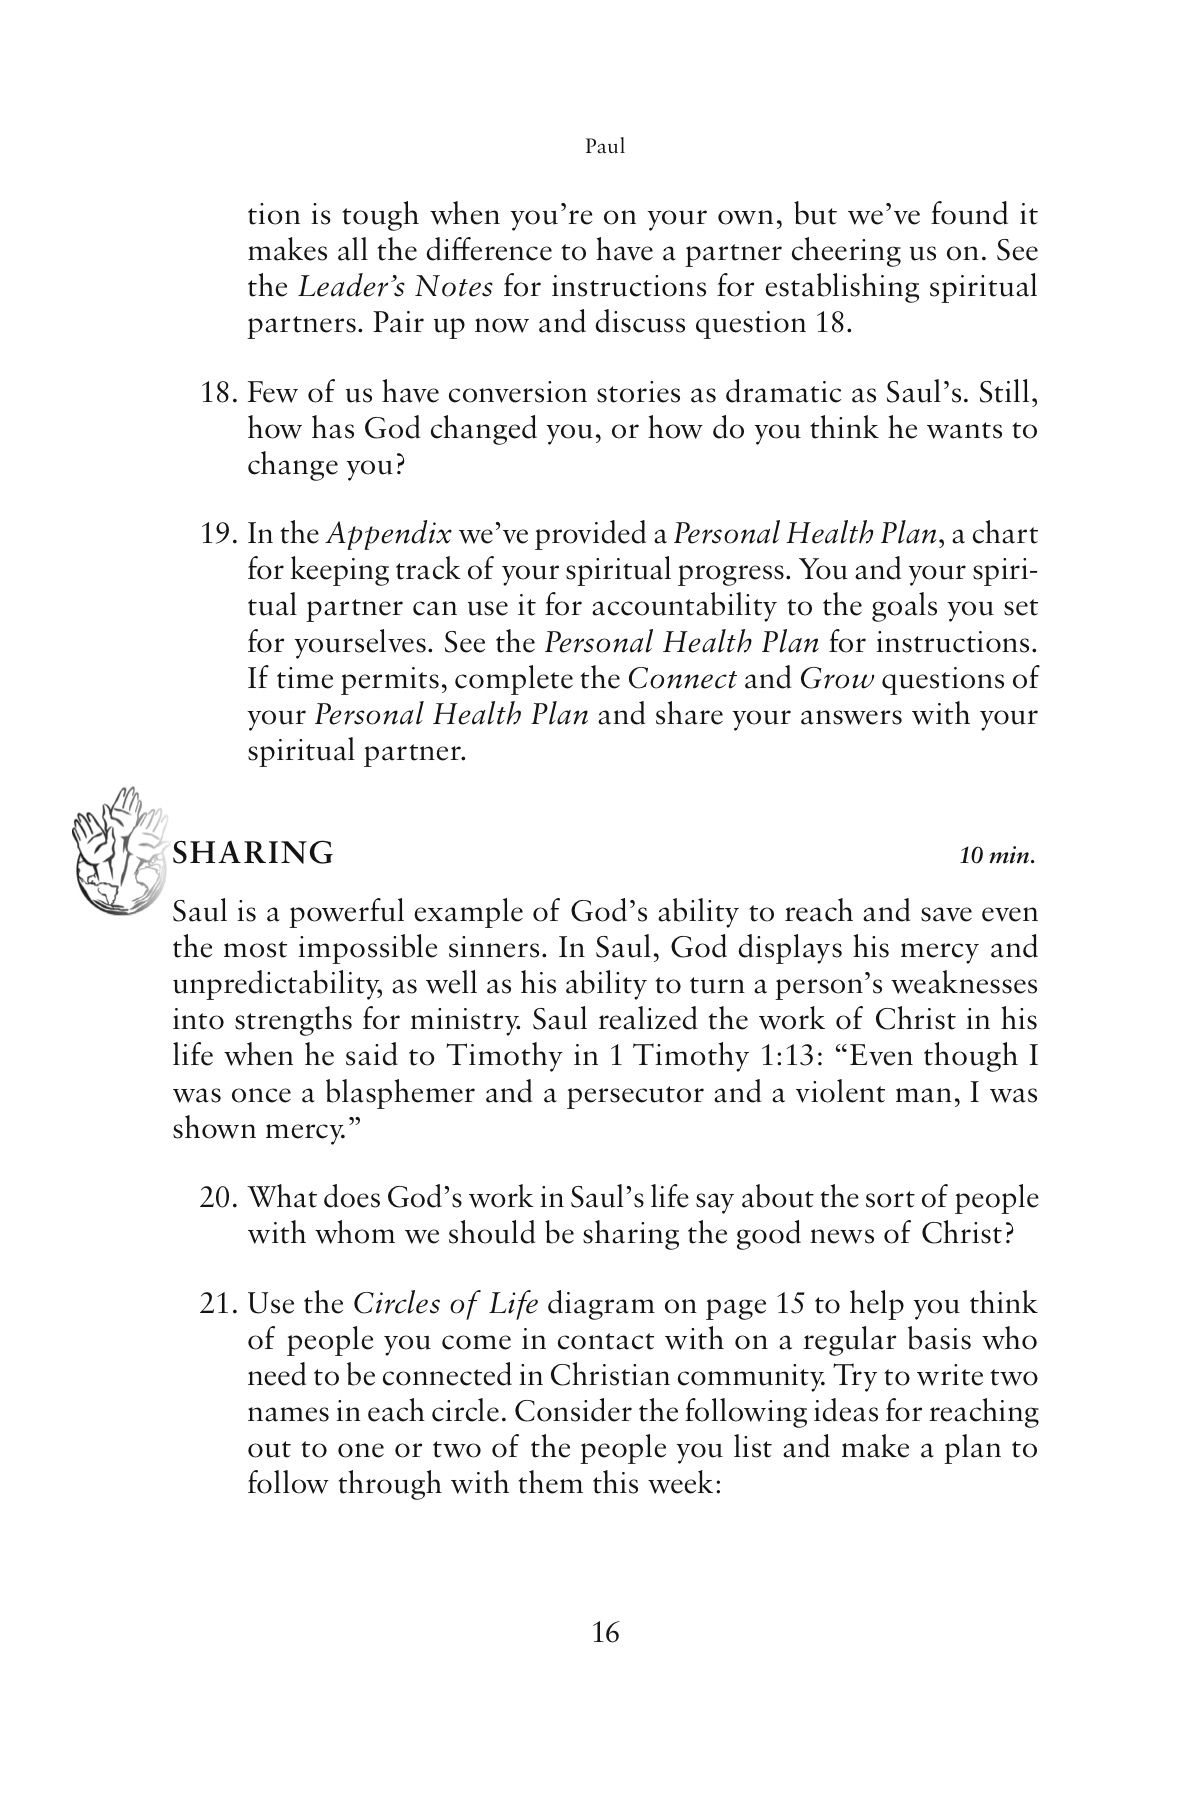 Paul
tion is tough when you’re on your own, but we’ve found it
makes all the difference to have a partner cheering us on. See
the Leader’s Notes for instructions for establishing spiritual
partners. Pair up now and discuss question 18.
18. Few of us have conversion stories as dramatic as Saul’s. Still,
how has God changed you, or how do you think he wants to
change you?
19. In the Appendix we’ve provided a Personal Health Plan, a chart
for keeping track of your spiritual progress. You and your spiri-
tual partner can use it for accountability to the goals you set
for yourselves. See the Personal Health Plan for instructions.
If time permits, complete the Connect and Grow questions of
your Personal Health Plan and share your answers with your
spiritual partner.
SHARING 10 min.
Saul is a powerful example of God’s ability to reach and save even
the most impossible sinners. In Saul, God displays his mercy and
unpredictability, as well as his ability to turn a person’s weaknesses
into strengths for ministry. Saul realized the work of Christ in his
life when he said to Timothy in 1 Timothy 1:13: “Even though I
was once a blasphemer and a persecutor and a violent man, I was
shown mercy.”
20. What does God’s work in Saul’s life say about the sort of people
with whom we should be sharing the good news of Christ?
21. Use the Circles of Life diagram on page 15 to help you think
of people you come in contact with on a regular basis who
need to be connected in Christian community. Try to write two
names in each circle. Consider the following ideas for reaching
out to one or two of the people you list and make a plan to
follow through with them this week:
16